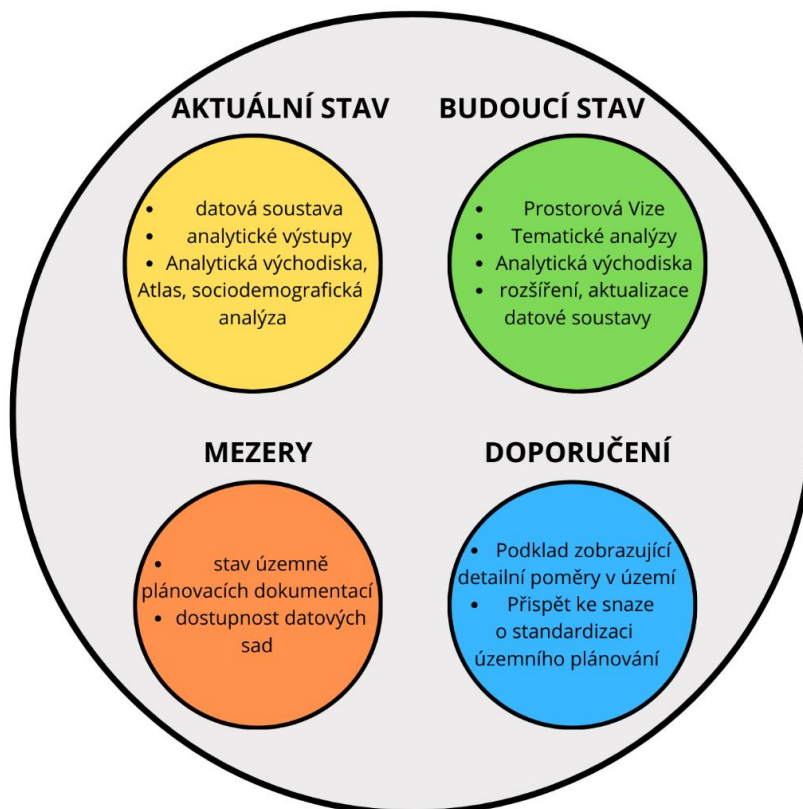 AKTUÁLNÍ STAV
• datová soustava
• analytické výstupy
• Analytická východiska,
Atlas, sociodemografická
analýza
BUDOUCÍ STAV
• Prostorová Vize
• Tematické analýzy
• Analytická východiska
• rozšíření, aktualizace
datové soustavy
MEZERY
• stav územně
plánovacích dokumentací
• dostupnost datových
sad
DOPORUČENÍ
• Podklad zobrazující
detailní poměry v území
• Přispět ke snaze
o standardizaci
územního plánování